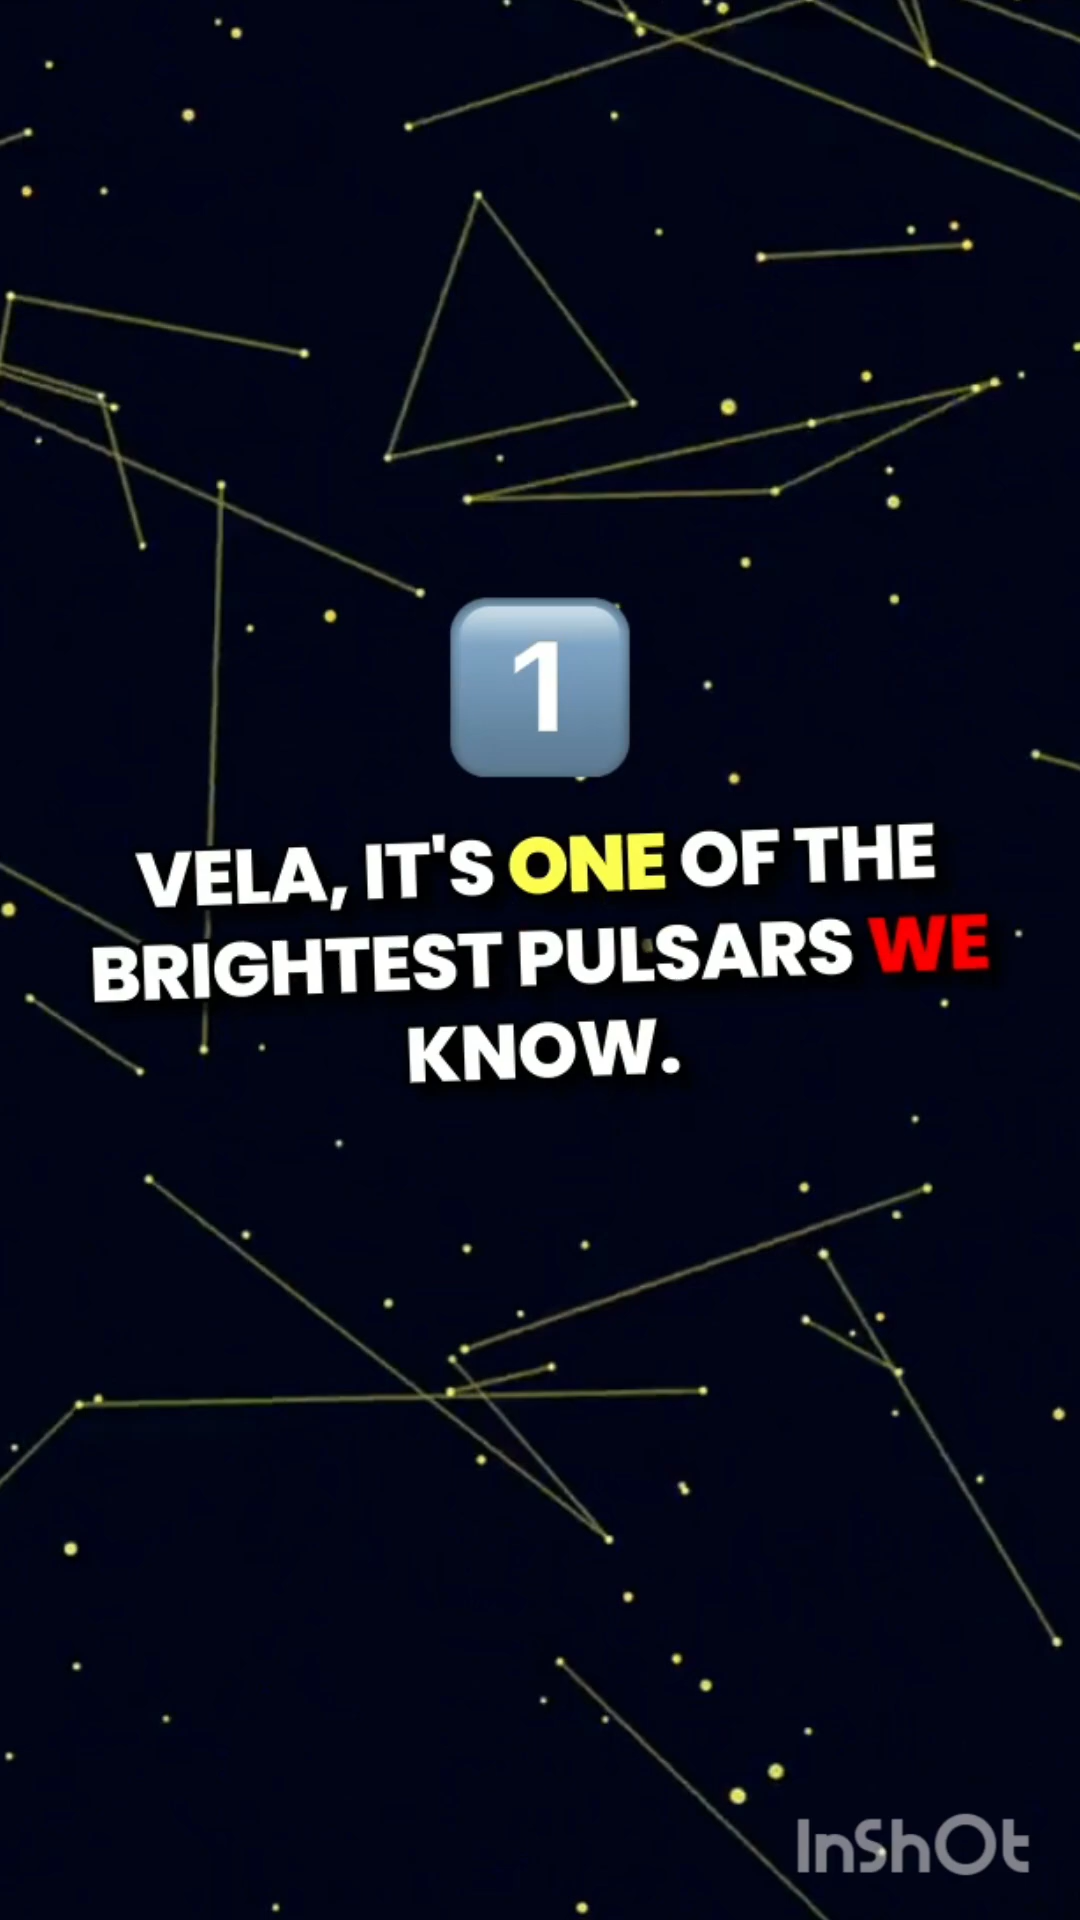 1
VELA, IT'S ONE OF THE
BRIGHTEST PULSARS WE
KNOW.
InShOt